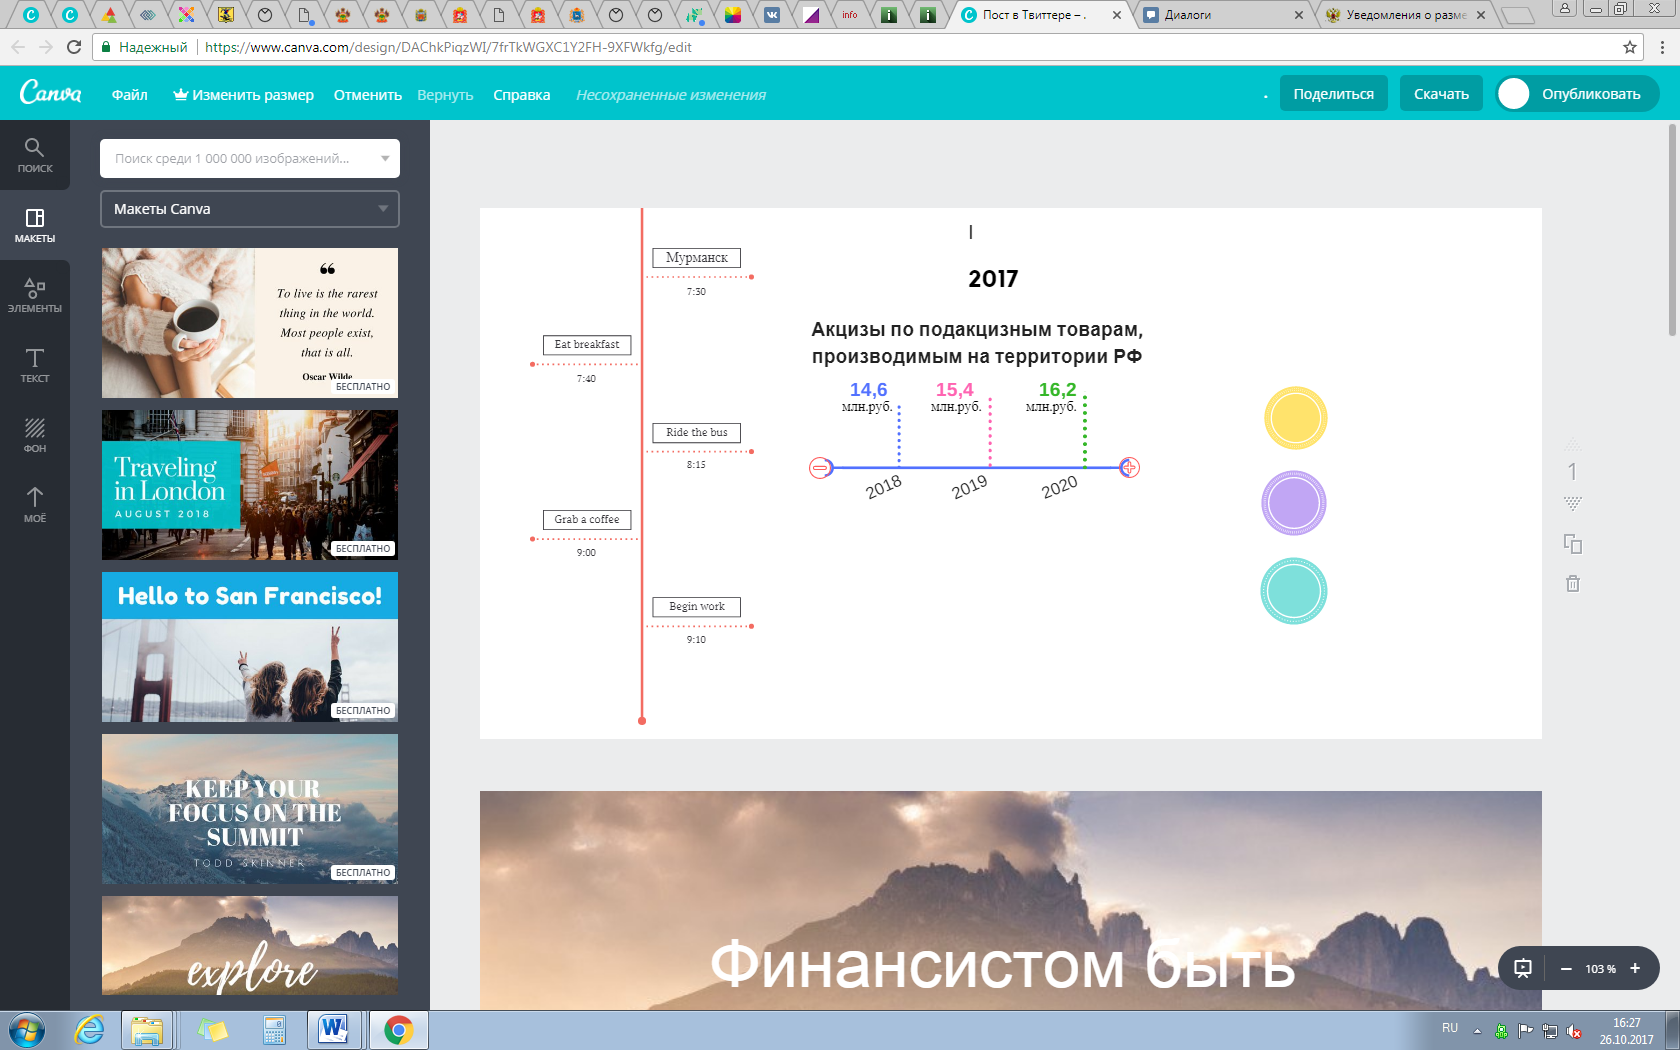 info
Пост в Твиттере – .
Диалоги
Уведомления о разме
Надежный
https://www.canva.com/design/DAChkPiqzWI/7frTkWGXC1Y2FH-9XFWkfg/edit
Canva
Файл
Изменить размер
Отменить
Вернуть
Справка
Несохраненные изменения
Поделиться
Скачать
Опубликовать
ПОИСК
МАКЕТЫ
ЭЛЕМЕНТЫ
ТЕКСТ
ФОН
МОЁ
Поиск среди 1 000 000 изображений...
Макеты Canva
To live is the rarest
thing in the world.
Most people exist,
that is all.
Oscar Wilde
БЕСПЛАТНО
Traveling
in London
AUGUST 2018
БЕСПЛАТНО
Hello to San Francisco!
БЕСПЛАТНО
KEEP YOUR
FOCUS ON THE
SUMMIT
TODD SKINNER
БЕСПЛАТНО
explore
Мурманск
7:30
Eat breakfast
7:40
Ride the bus
8:15
Grab a coffee
9:00
Begin work
9:10
2017
Акцизы по подакцизным товарам,
производимым на территории РФ
14,6
млн.руб.
15,4
млн.руб.
16,2
млн.руб.
2018
2019
2020
1
Финансистом быть
103 %
RU
16:27
26.10.2017